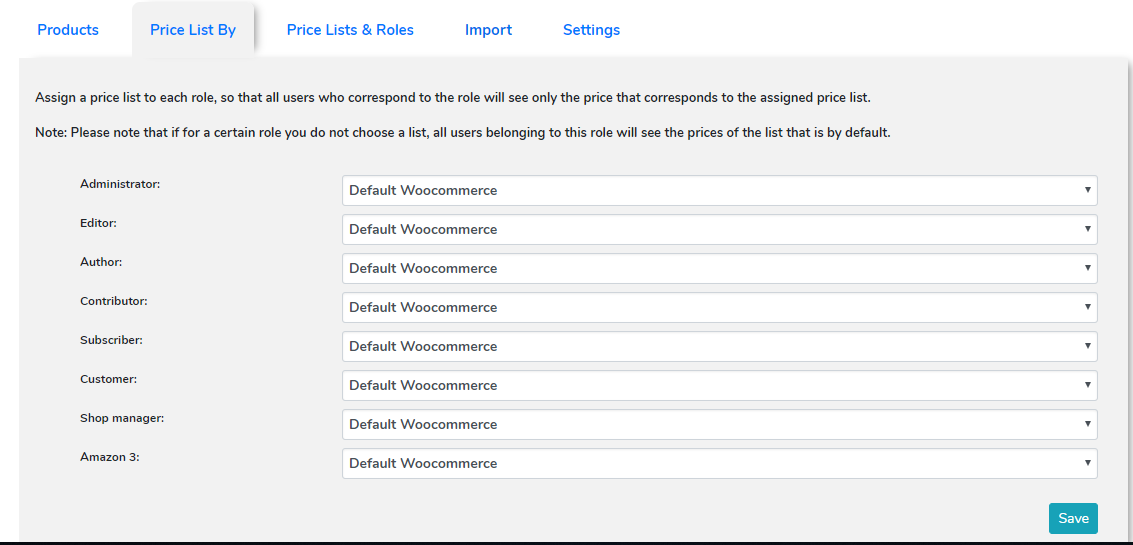 Products Price List By Price Lists & Roles Import Settings
Assign a price list to each role, so that all users who correspond to the role will see only the price that corresponds to the assigned price list.
Note: Please note that if for a certain role you do not choose a list, all users belonging to this role will see the prices of the list that is by default.
Administrator: Default Woocommerce
Editor: Default Woocommerce
Author: Default Woocommerce
Contributor: Default Woocommerce
Subscriber: Default Woocommerce
Customer: Default Woocommerce
Shop manager: Default Woocommerce
Amazon 3: Default Woocommerce
Save